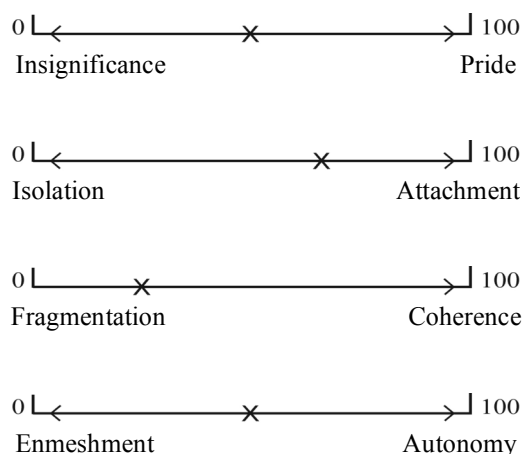 0 100
Insignificance Pride
0 100
Isolation Attachment
0 100
Fragmentation Coherence
0 100
Enmeshment Autonomy